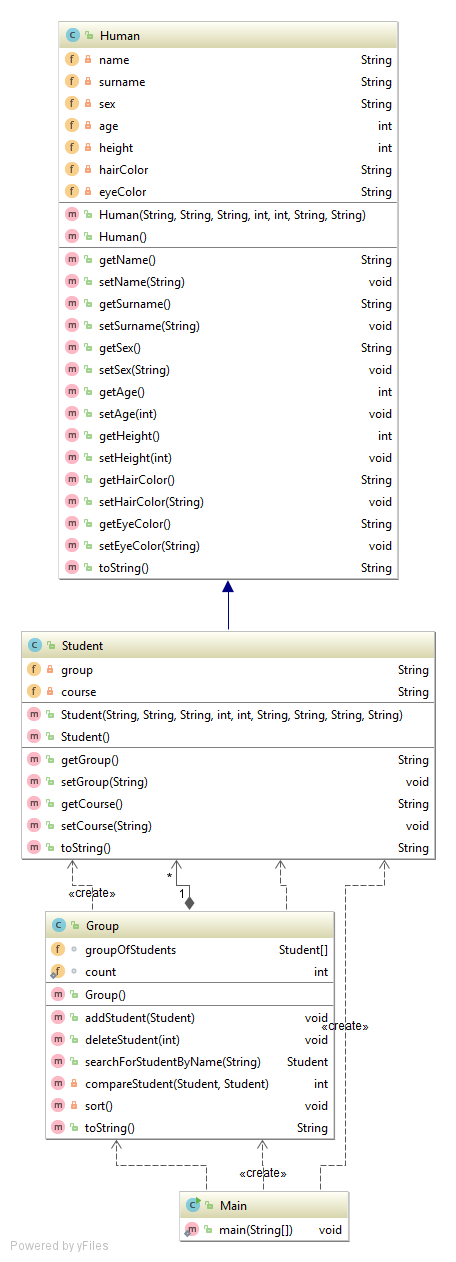 Human
name String
surname String
sex String
age int
height int
hairColor String
eyeColor String
Human(String, String, String, int, int, String, String)
Human()
getName() String
setName(String) void
getSurname() String
setSurname(String) void
getSex() String
setSex(String) void
getAge() int
setAge(int) void
getHeight() int
setHeight(int) void
getHairColor() String
setHairColor(String) void
getEyeColor() String
setEyeColor(String) void
toString() String
Student
group String
course String
Student(String, String, String, int, int, String, String, String, String)
Student()
getGroup() String
setGroup(String) void
getCourse() String
setCourse(String) void
toString() String
*
«create»
1
Group
groupOfStudents Student[]
count int
Group()
addStudent(Student) void
«create»
deleteStudent(int) void
searchForStudentByName(String) Student
compareStudent(Student, Student) int
sort() void
toString() String
«create»
Main
main(String[]) void
Powered by yFiles